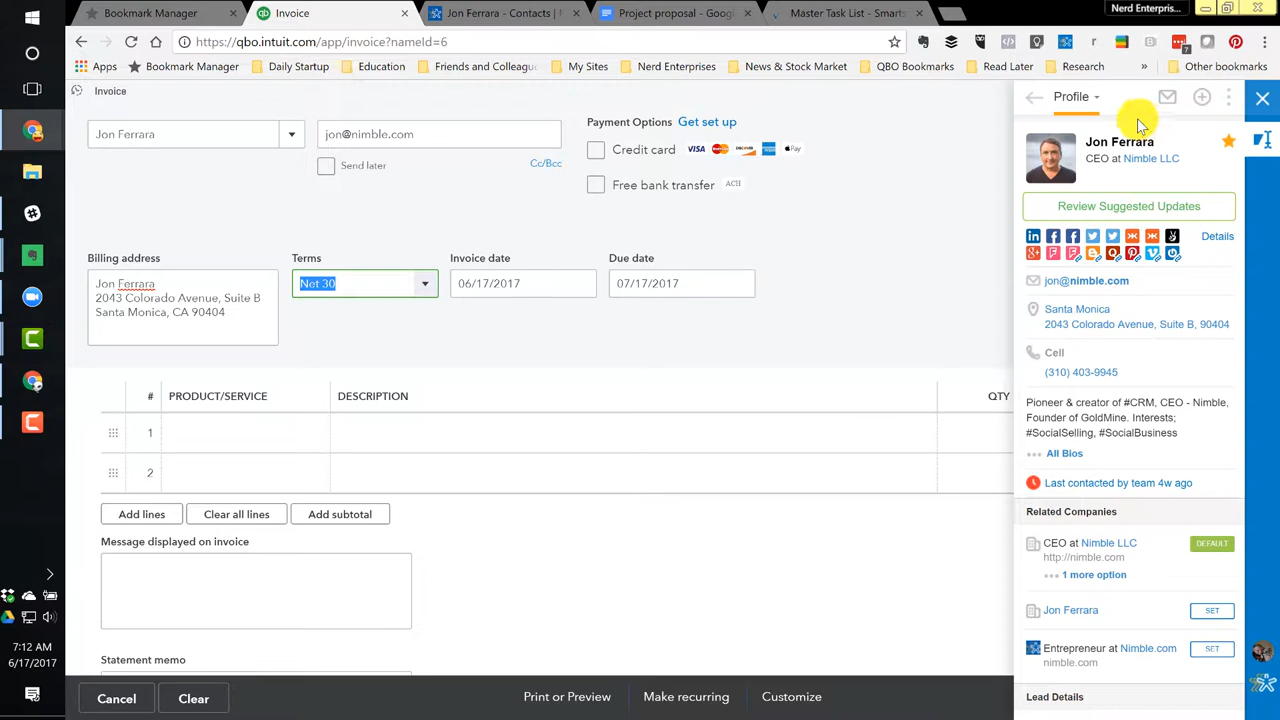 Bookmark Manager
Invoice
Jon Ferrara - Contacts |
Project proposal - Goog
Master Task List - Smarts
Nerd Enterpris...
https://qbo.intuit.com/app/invoice?nameId=6
Apps
Bookmark Manager
Daily Startup
Education
Friends and Colleag
My Sites
Nerd Enterprises
News & Stock Market
QBO Bookmarks
Read Later
Research
»
Other bookmarks
Invoice
Jon Ferrara
jon@nimble.com
Send later
Cc/Bcc
Payment Options Get set up
Credit card
VISA
Pay
Free bank transfer
ACH
Billing address
Jon Ferrara
2043 Colorado Avenue, Suite B
Santa Monica, CA 90404
Terms
Net 30
Invoice date
06/17/2017
Due date
07/17/2017
# PRODUCT/SERVICE DESCRIPTION QTY
1
2
Add lines
Clear all lines
Add subtotal
Message displayed on invoice
Statement memo
Cancel
Clear
Print or Preview
Make recurring
Customize
Profile
Jon Ferrara
CEO at Nimble LLC
Review Suggested Updates
Details
jon@nimble.com
Santa Monica
2043 Colorado Avenue, Suite B, 90404
Cell
(310) 403-9945
Pioneer & creator of #CRM, CEO - Nimble,
Founder of GoldMine. Interests;
#SocialSelling, #SocialBusiness
All Bios
Last contacted by team 4w ago
Related Companies
CEO at Nimble LLC
DEFAULT
http://nimble.com
1 more option
Jon Ferrara
SET
Entrepreneur at Nimble.com
SET
nimble.com
Lead Details
7:12 AM
6/17/2017